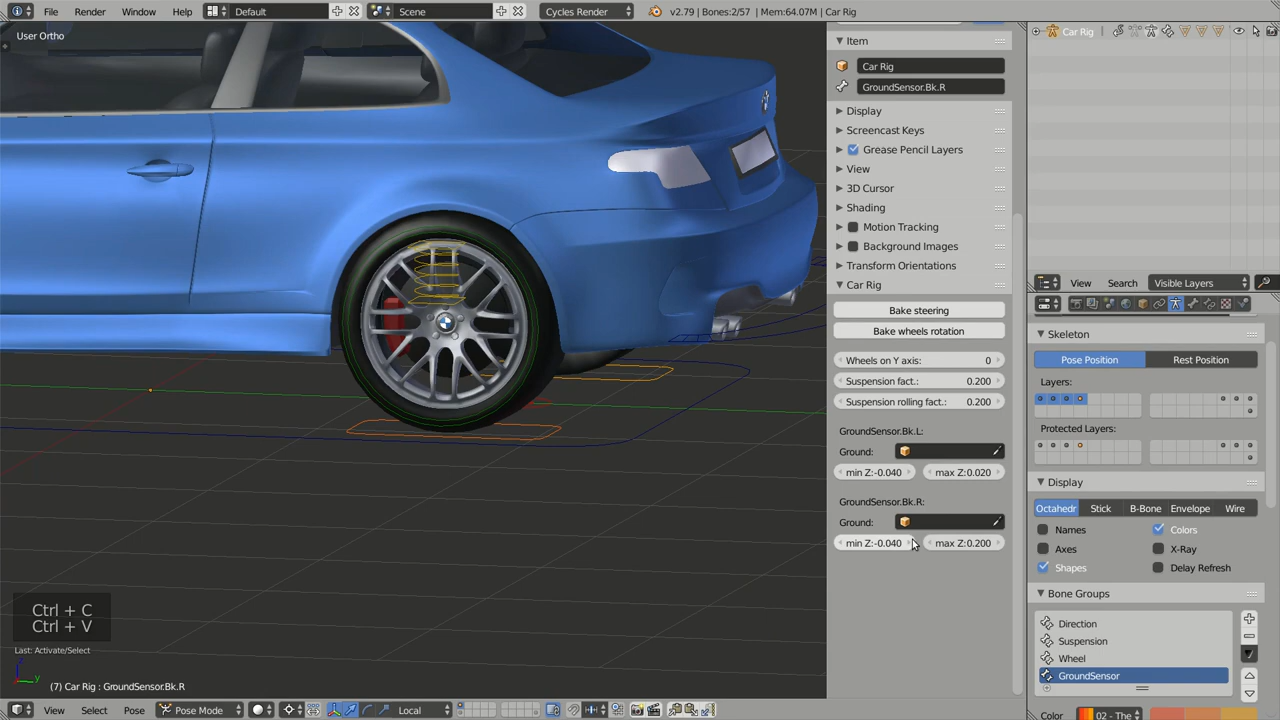 File Render Window Help Default Scene Cycles Render v2.79 | Bones:2/57 | Mem:64.07M | Car Rig
User Ortho
Item
Car Rig
GroundSensor.Bk.R
Display
Screencast Keys
Grease Pencil Layers
View
3D Cursor
Shading
Motion Tracking
Background Images
Transform Orientations
Car Rig
Bake steering
Bake wheels rotation
Wheels on Y axis: 0
Suspension fact.: 0.200
Suspension rolling fact.: 0.200
GroundSensor.Bk.L:
Ground:
min Z:-0.040 max Z:0.020
GroundSensor.Bk.R:
Ground:
min Z:-0.040 max Z:0.200
Car Rig
View Search Visible Layers
Skeleton
Pose Position Rest Position
Layers:
Protected Layers:
Display
Octahedr Stick B-Bone Envelope Wire
Names Colors
Axes X-Ray
Shapes Delay Refresh
Bone Groups
Direction
Suspension
Wheel
GroundSensor
Color 02 - The
Ctrl + C
Ctrl + V
Last: Activate/Select
(7) Car Rig : GroundSensor.Bk.R
View Select Pose Pose Mode Local